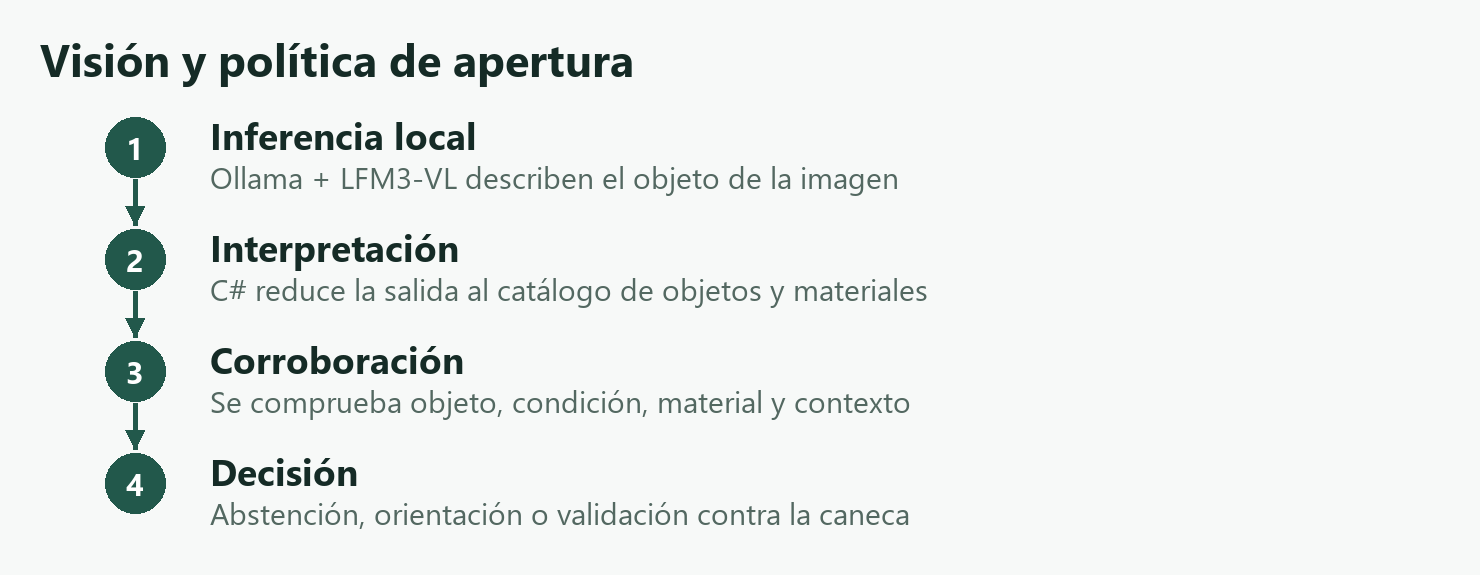 Visión y política de apertura
1
Inferencia local
Ollama + LFM3-VL describen el objeto de la imagen
2
Interpretación
C# reduce la salida al catálogo de objetos y materiales
3
Corroboración
Se comprueba objeto, condición, material y contexto
4
Decisión
Abstención, orientación o validación contra la caneca